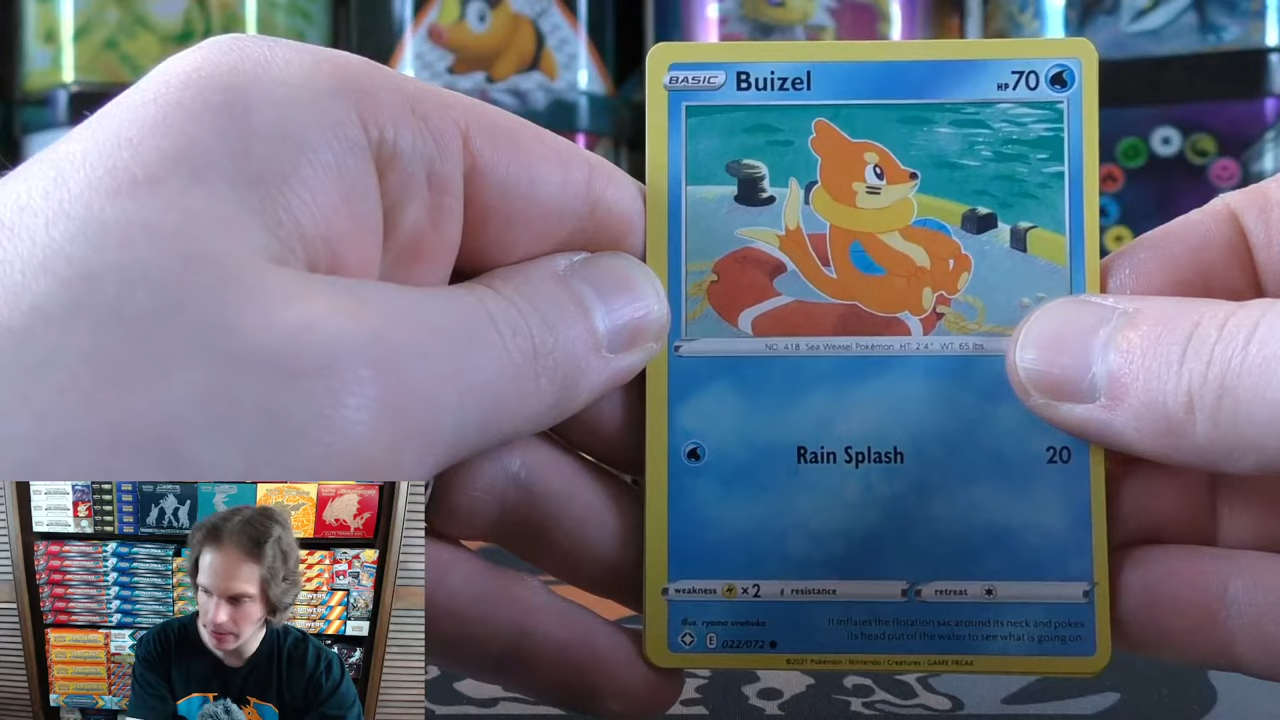 BASIC Buizel HP70
NO. 418 Sea Weasel Pokémon HT: 2'4" WT: 65 lbs.
Rain Splash 20
weakness ×2 resistance retreat
Illus. ryoma uratsuka
It inflates the flotation sac around its neck and pokes
its head out of the water to see what is going on.
E 022/072
©2021 Pokémon / Nintendo / Creatures / GAME FREAK